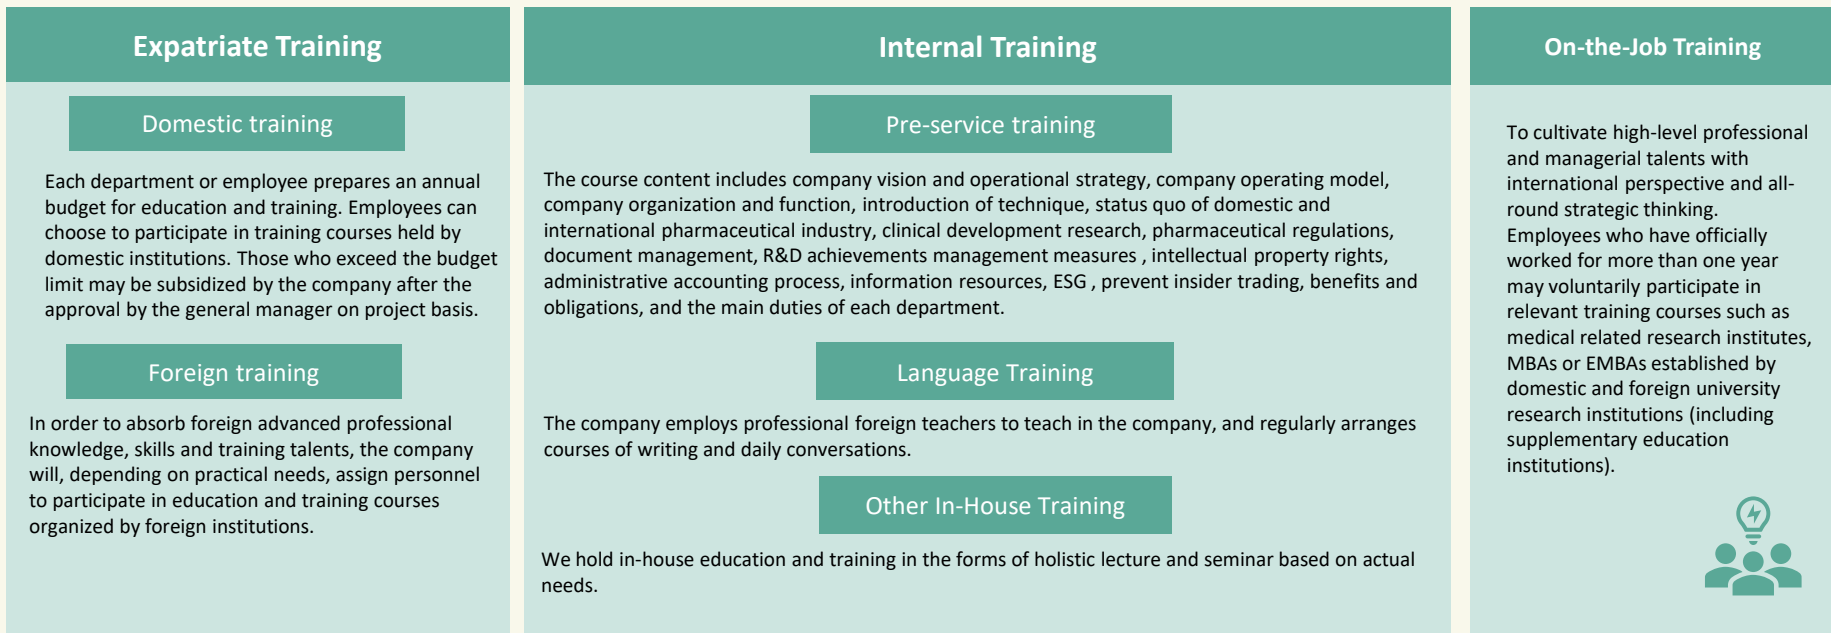 Expatriate Training
Domestic training
Each department or employee prepares an annual
budget for education and training. Employees can
choose to participate in training courses held by
domestic institutions. Those who exceed the budget
limit may be subsidized by the company after the
approval by the general manager on project basis.
Foreign training
In order to absorb foreign advanced professional
knowledge, skills and training talents, the company
will, depending on practical needs, assign personnel
to participate in education and training courses
organized by foreign institutions.
Internal Training
Pre-service training
The course content includes company vision and operational strategy, company operating model,
company organization and function, introduction of technique, status quo of domestic and
international pharmaceutical industry, clinical development research, pharmaceutical regulations,
document management, R&D achievements management measures , intellectual property rights,
administrative accounting process, information resources, ESG , prevent insider trading, benefits and
obligations, and the main duties of each department.
Language Training
The company employs professional foreign teachers to teach in the company, and regularly arranges
courses of writing and daily conversations.
Other In-House Training
We hold in-house education and training in the forms of holistic lecture and seminar based on actual
needs.
On-the-Job Training
To cultivate high-level professional
and managerial talents with
international perspective and all-
round strategic thinking.
Employees who have officially
worked for more than one year
may voluntarily participate in
relevant training courses such as
medical related research institutes,
MBAs or EMBAs established by
domestic and foreign university
research institutions (including
supplementary education
institutions).